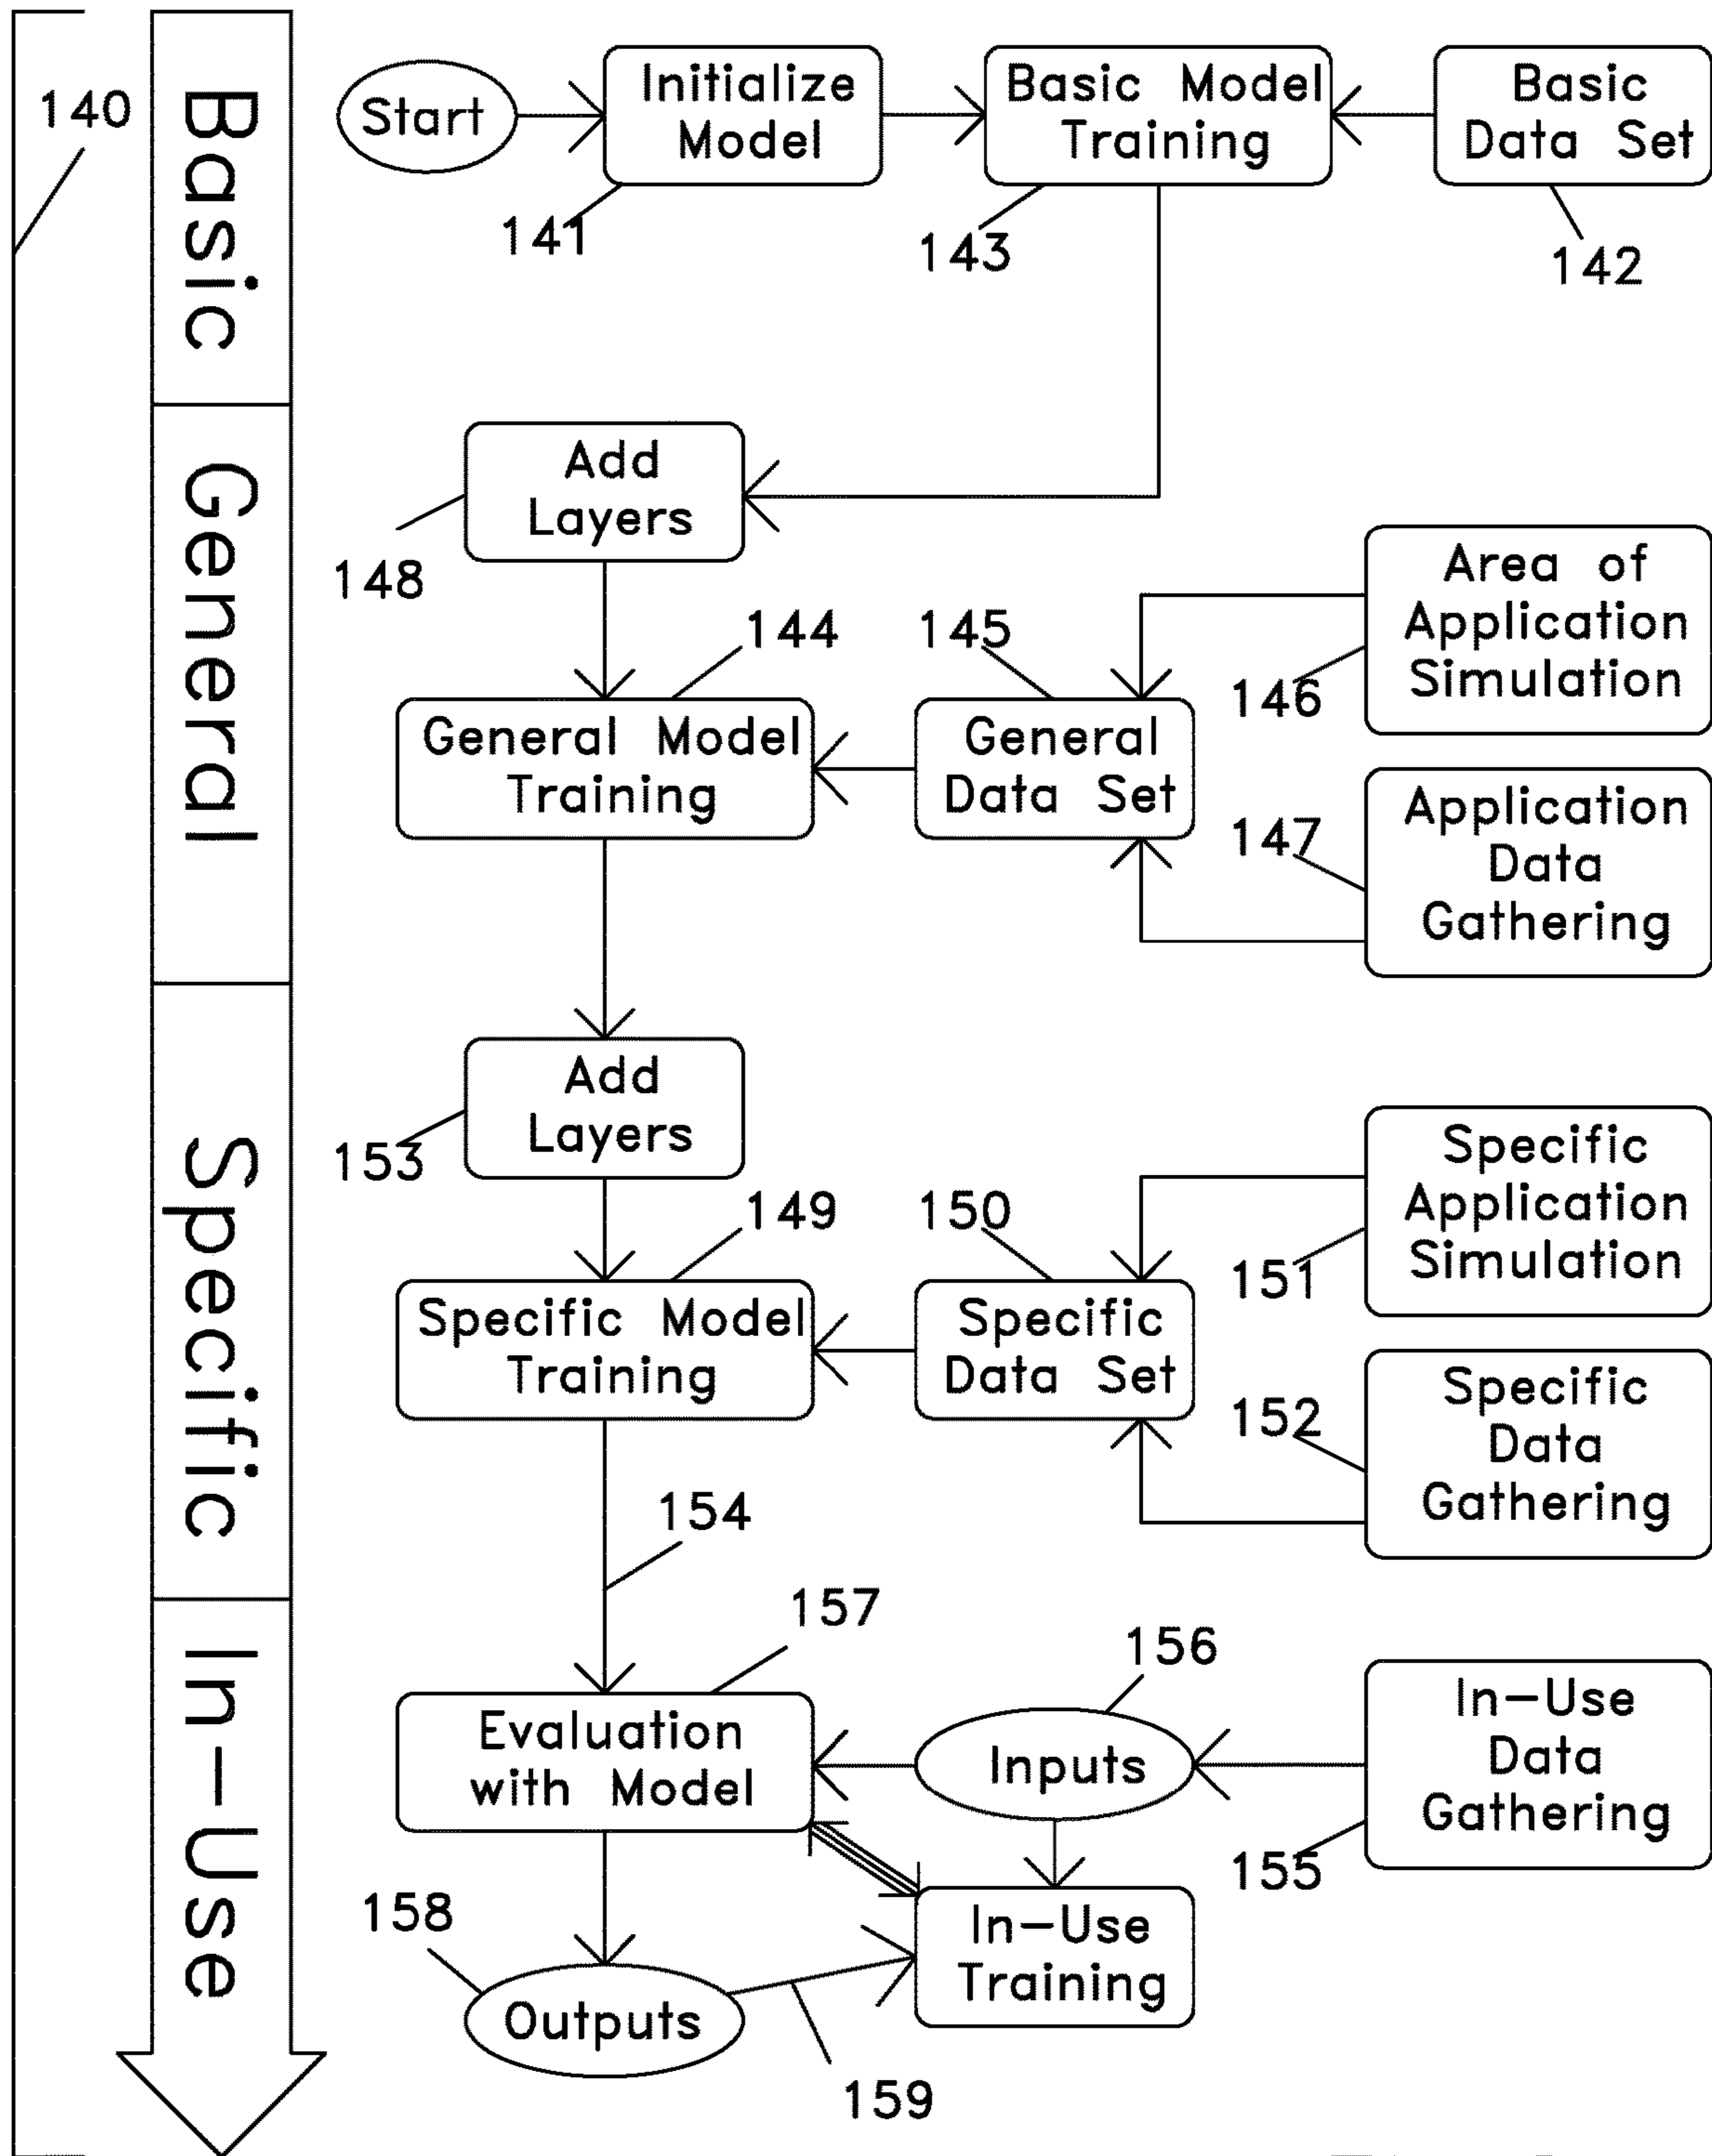 140
Basic
General
Specific
In-Use
Start
Initialize
Model
141
Basic Model
Training
143
Basic
Data Set
142
Add
Layers
148
General Model
Training
144
General
Data Set
145
Area of
Application
Simulation
146
Application
Data
Gathering
147
Add
Layers
153
Specific Model
Training
149
Specific
Data Set
150
Specific
Application
Simulation
151
Specific
Data
Gathering
152
154
Evaluation
with Model
157
Inputs
156
In-Use
Data
Gathering
155
In-Use
Training
Outputs
158
159